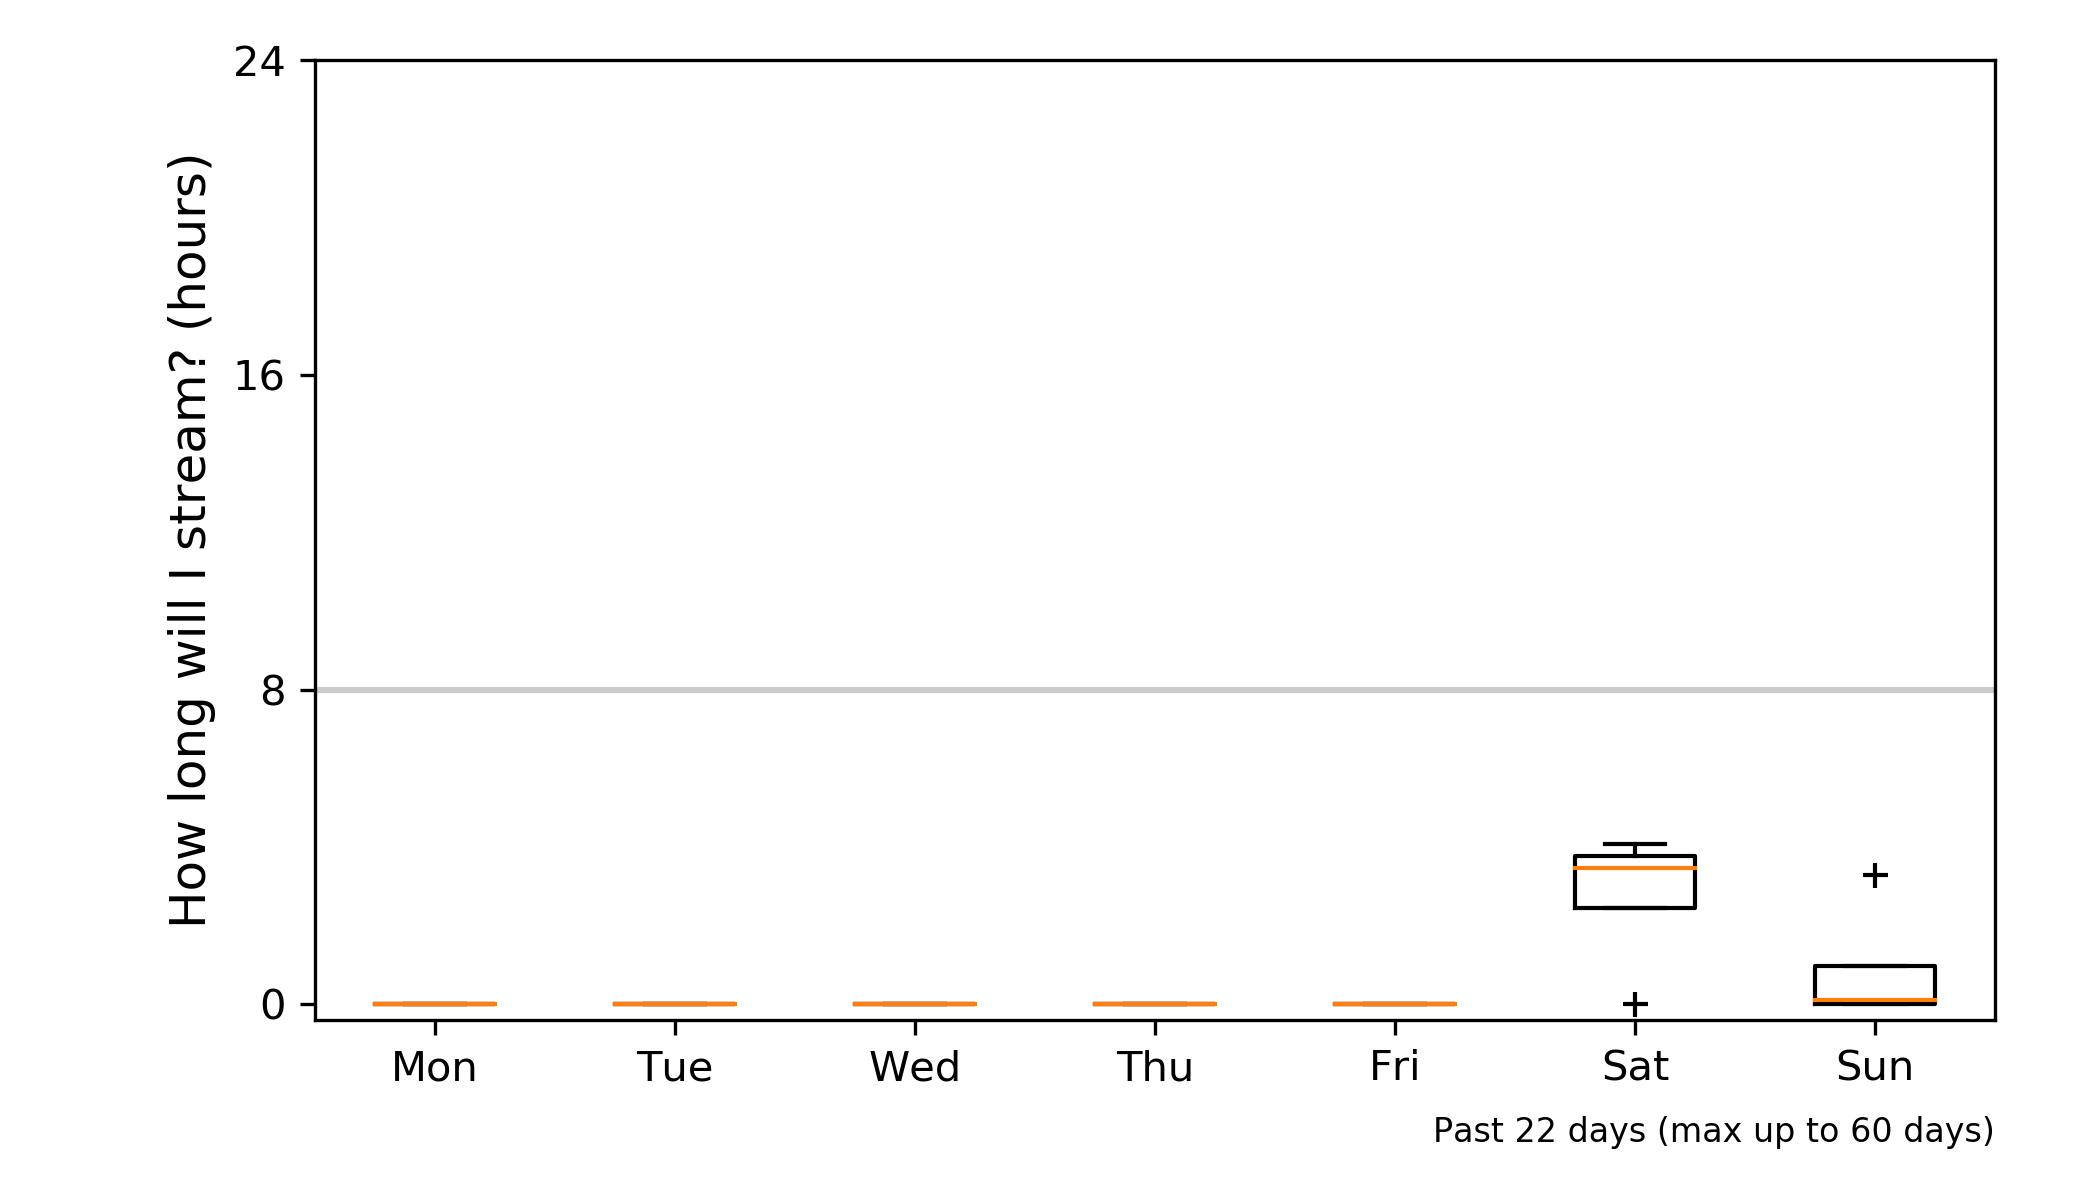 How long will I stream? (hours)
24
16
8
0
Mon Tue Wed Thu Fri Sat Sun
Past 22 days (max up to 60 days)